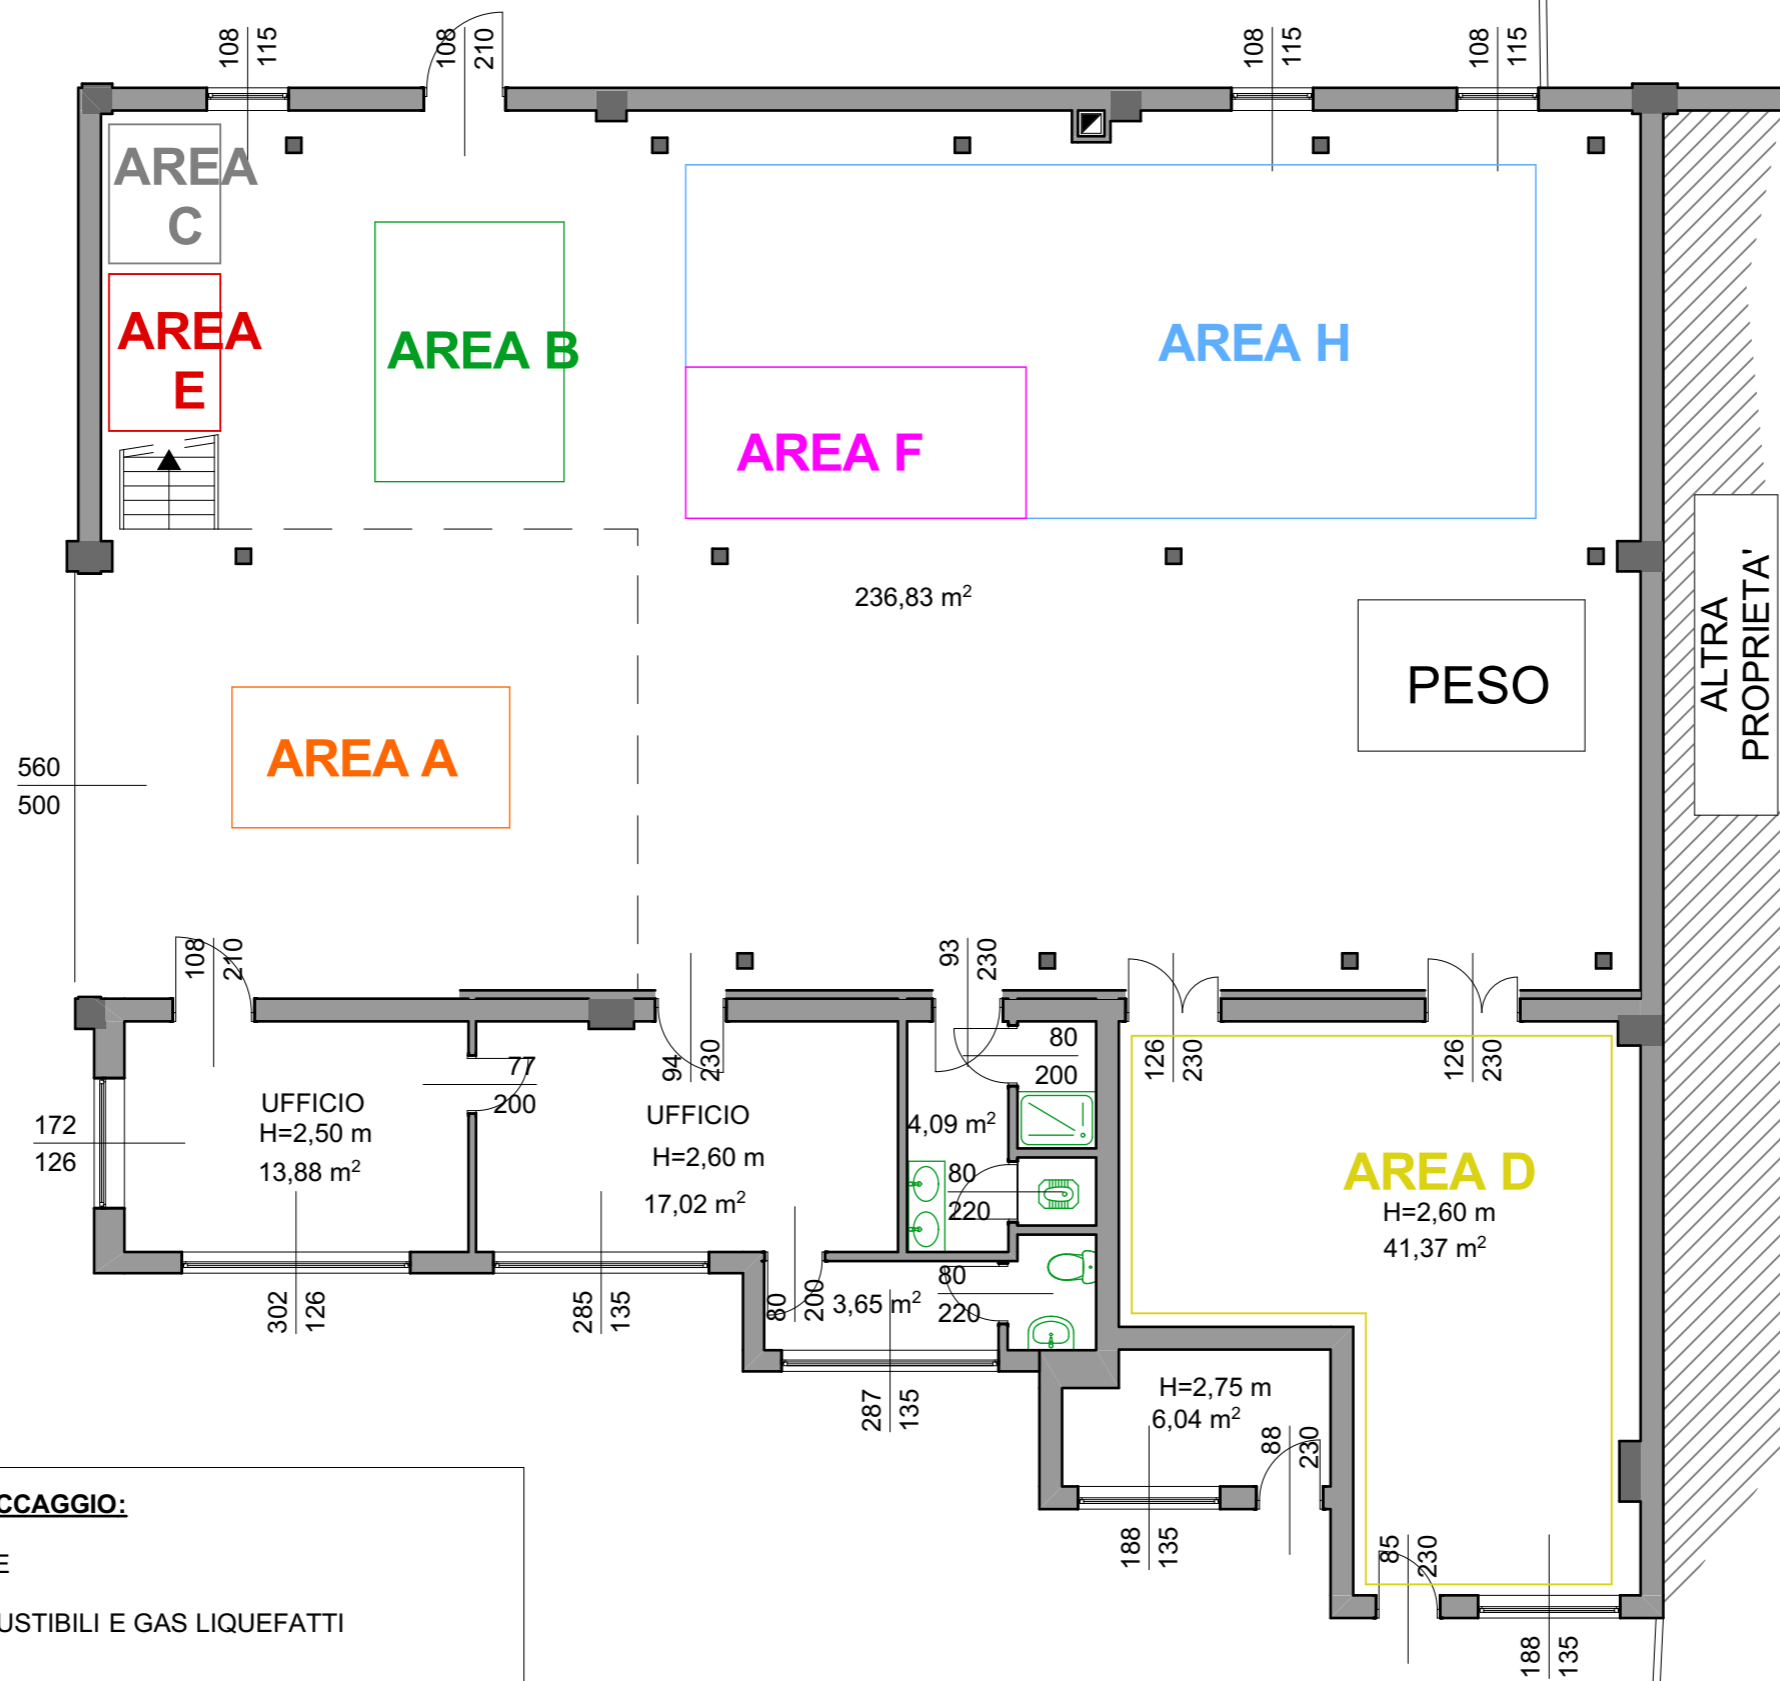 108
115
108
210
108
115
108
115
AREA
C
AREA
E
AREA B
AREA H
AREA F
236,83 m²
PESO
ALTRA
PROPRIETA'
AREA A
560
500
108
210
94
230
93
230
126
230
126
230
77
200
80
200
UFFICIO
H=2,50 m
13,88 m²
UFFICIO
H=2,60 m
17,02 m²
4,09 m²
80
220
172
126
AREA D
H=2,60 m
41,37 m²
302
126
285
135
80
200
3,65 m²
80
220
287
135
H=2,75 m
6,04 m²
88
230
188
135
85
230
188
135
CCAGGIO:
E
USTIBILI E GAS LIQUEFATTI